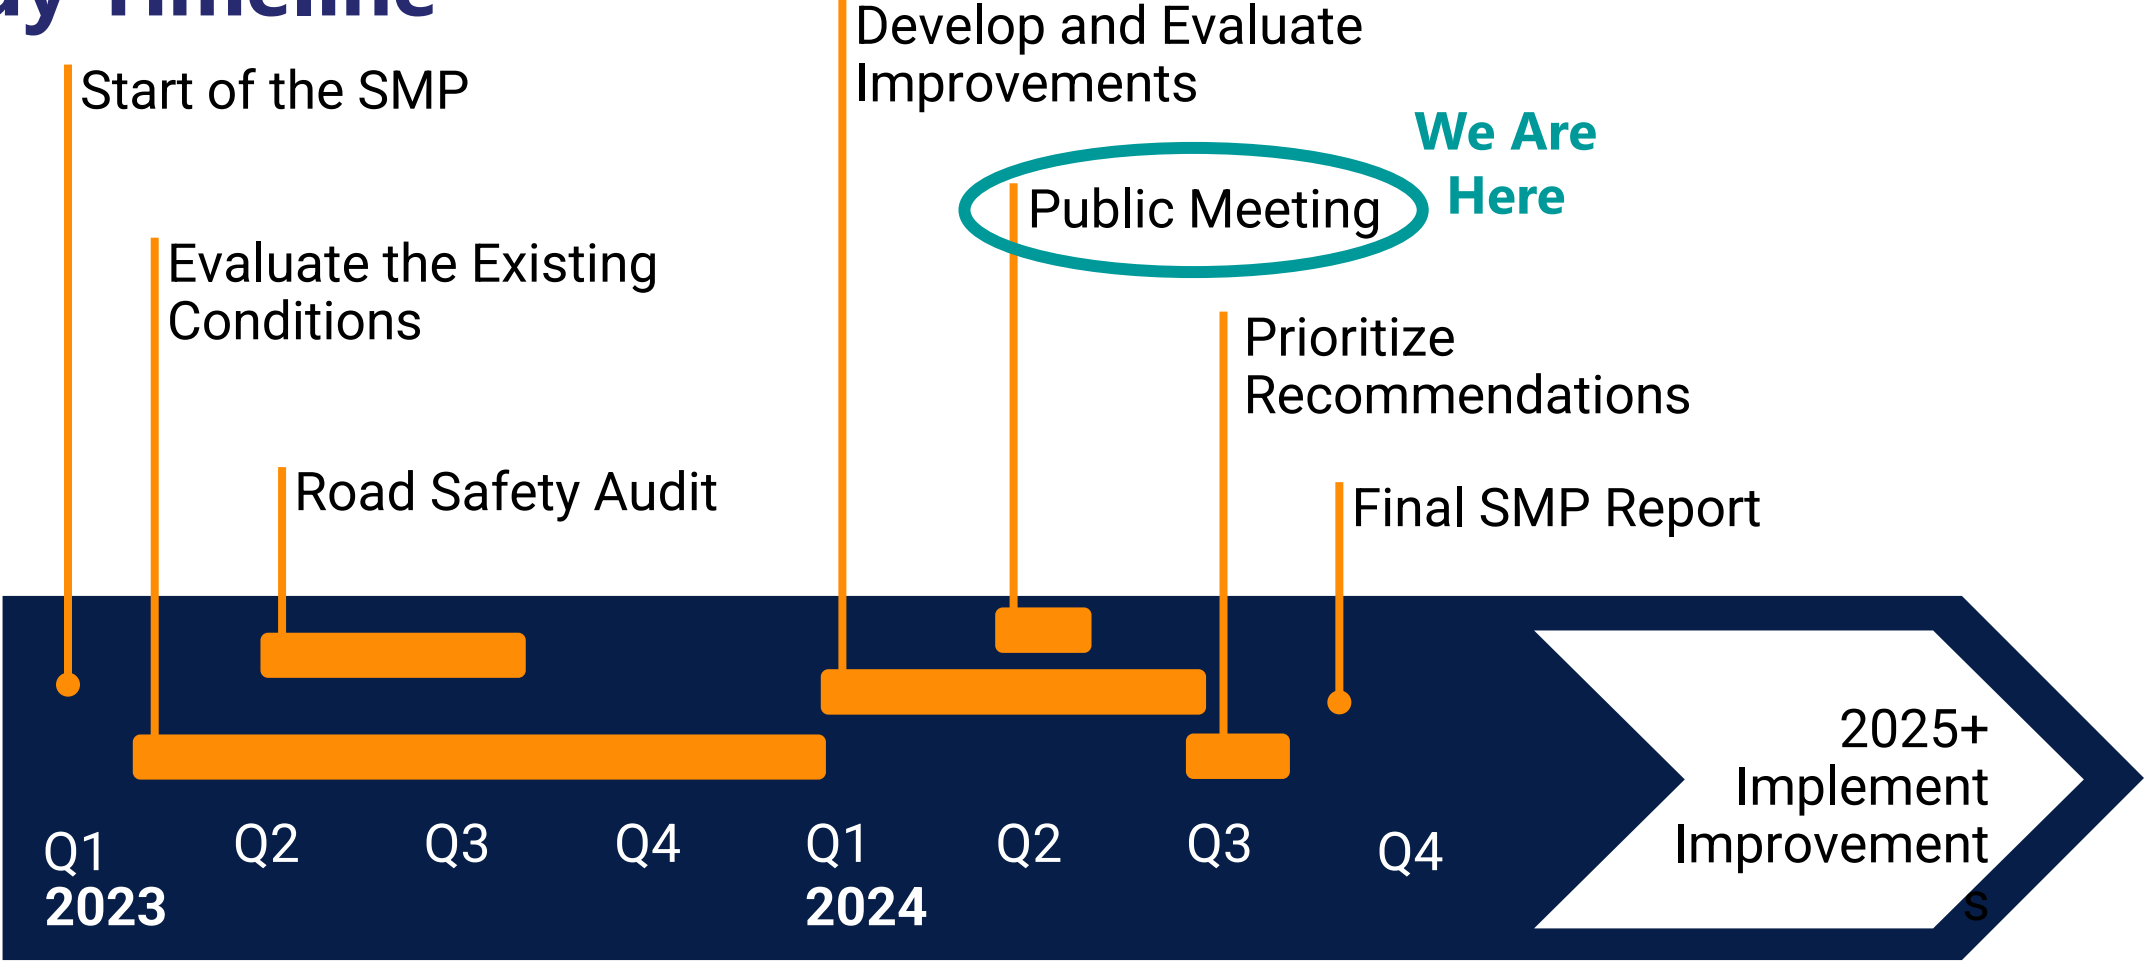 Timeline
Start of the SMP
Develop and Evaluate
Improvements
We Are
Here
Public Meeting
Evaluate the Existing
Conditions
Prioritize
Recommendations
Road Safety Audit
Final SMP Report
2025+
Implement
Improvement
s
Q1
Q2
Q3
Q4
Q1
Q2
Q3
Q4
2023
2024